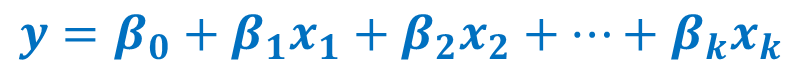 y = β₀ + β₁x₁ + β₂x₂ + ⋯ + βₖxₖ